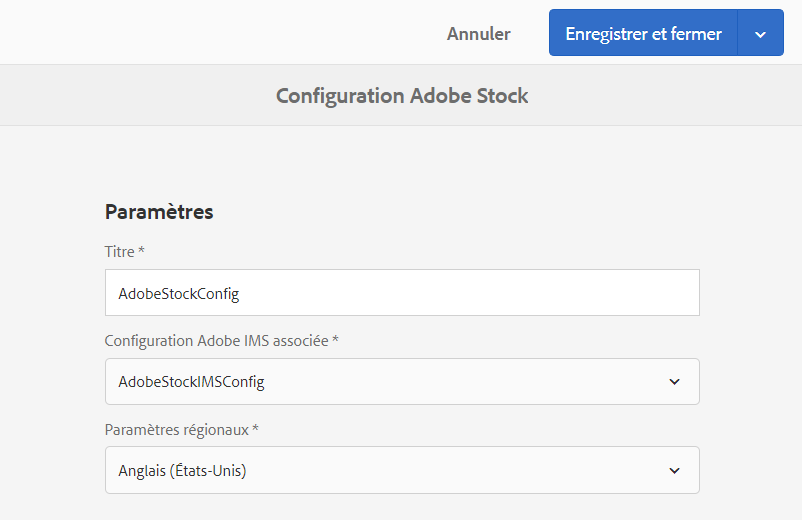 Annuler
Enregistrer et fermer
Configuration Adobe Stock
Paramètres
Titre *
AdobeStockConfig
Configuration Adobe IMS associée *
AdobeStockIMSConfig
Paramètres régionaux *
Anglais (États-Unis)